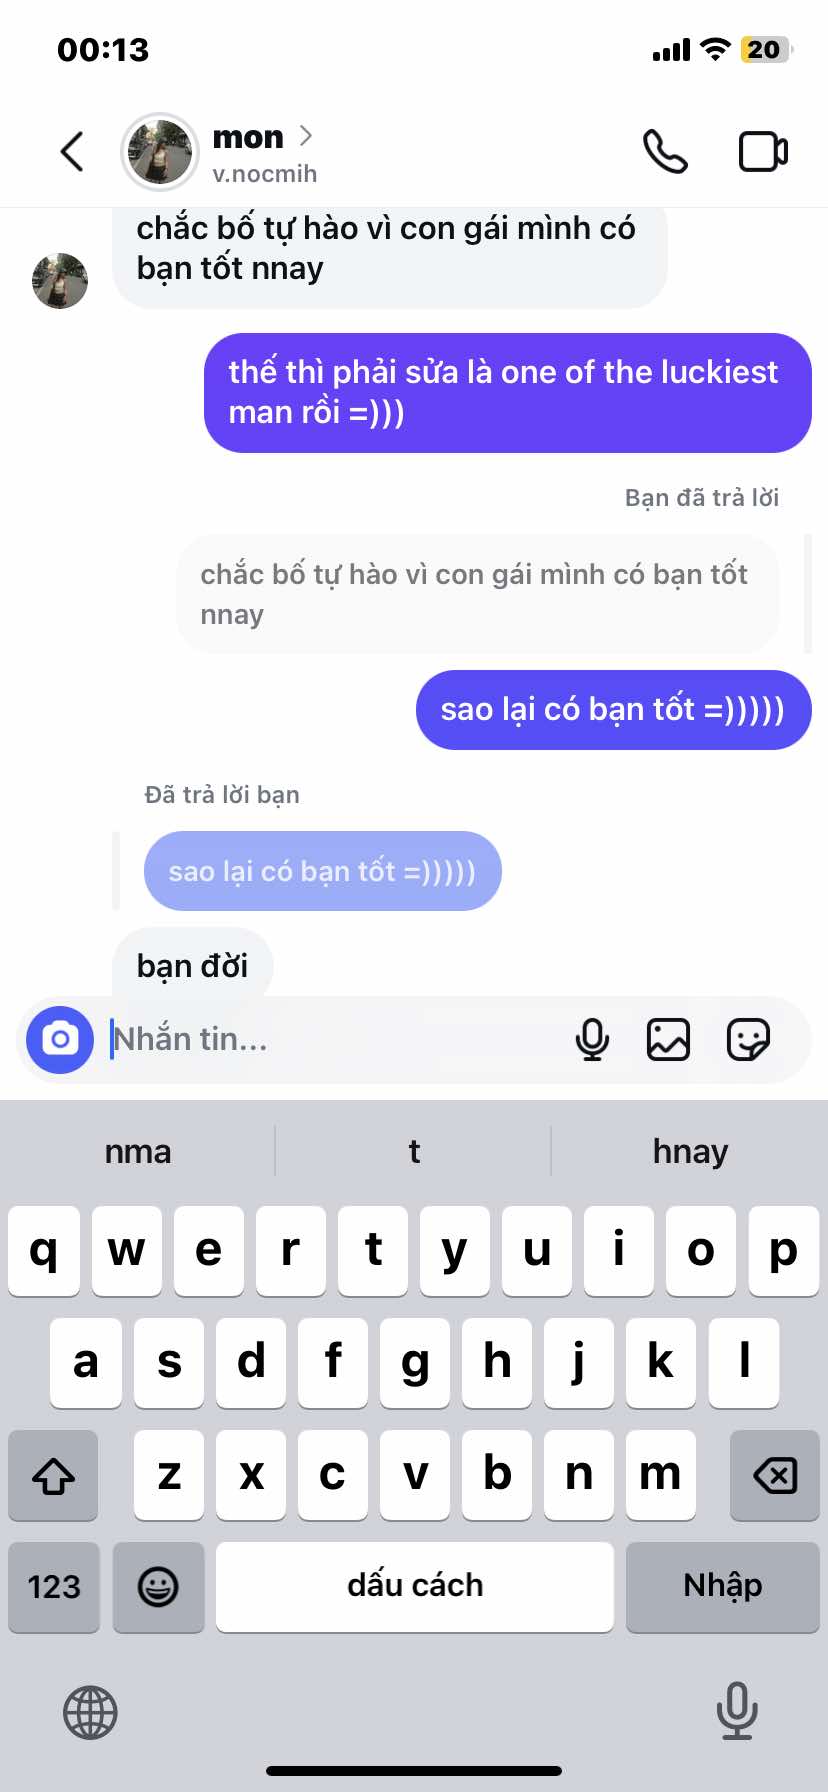 00:13
20
mon
v.nocmih
chắc bố tự hào vì con gái mình có
bạn tốt nnay
thế thì phải sửa là one of the luckiest
man rồi =)))
Bạn đã trả lời
chắc bố tự hào vì con gái mình có bạn tốt
nnay
sao lại có bạn tốt =)))))
Đã trả lời bạn
sao lại có bạn tốt =)))))
bạn đời
Nhắn tin...
nma t hnay
q w e r t y u i o p
a s d f g h j k l
z x c v b n m
123 dấu cách Nhập